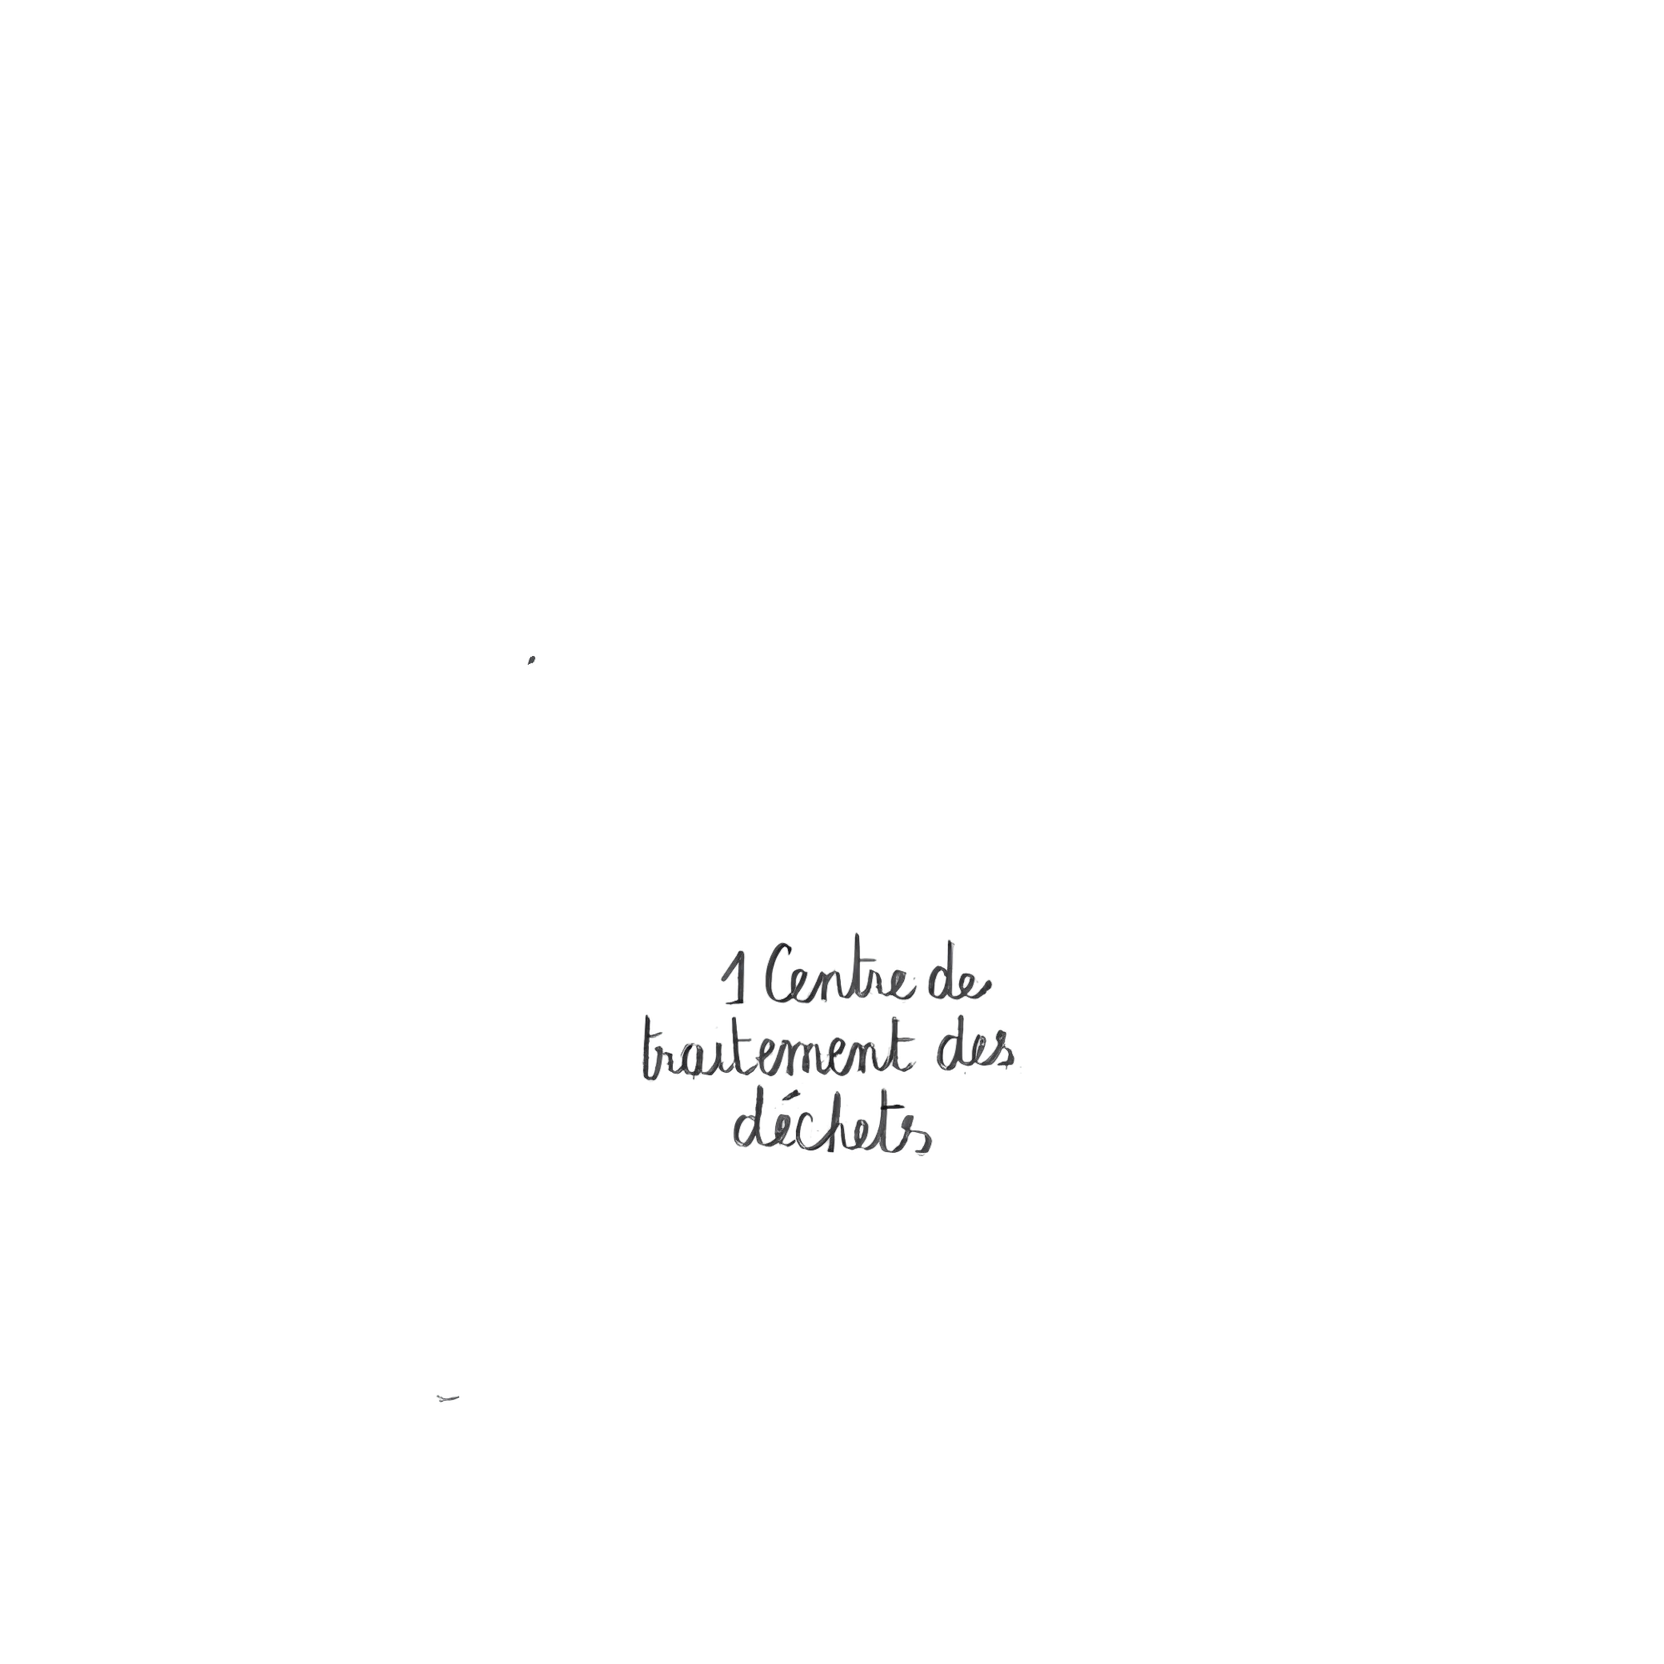 1 Centre de
traitement des
déchets